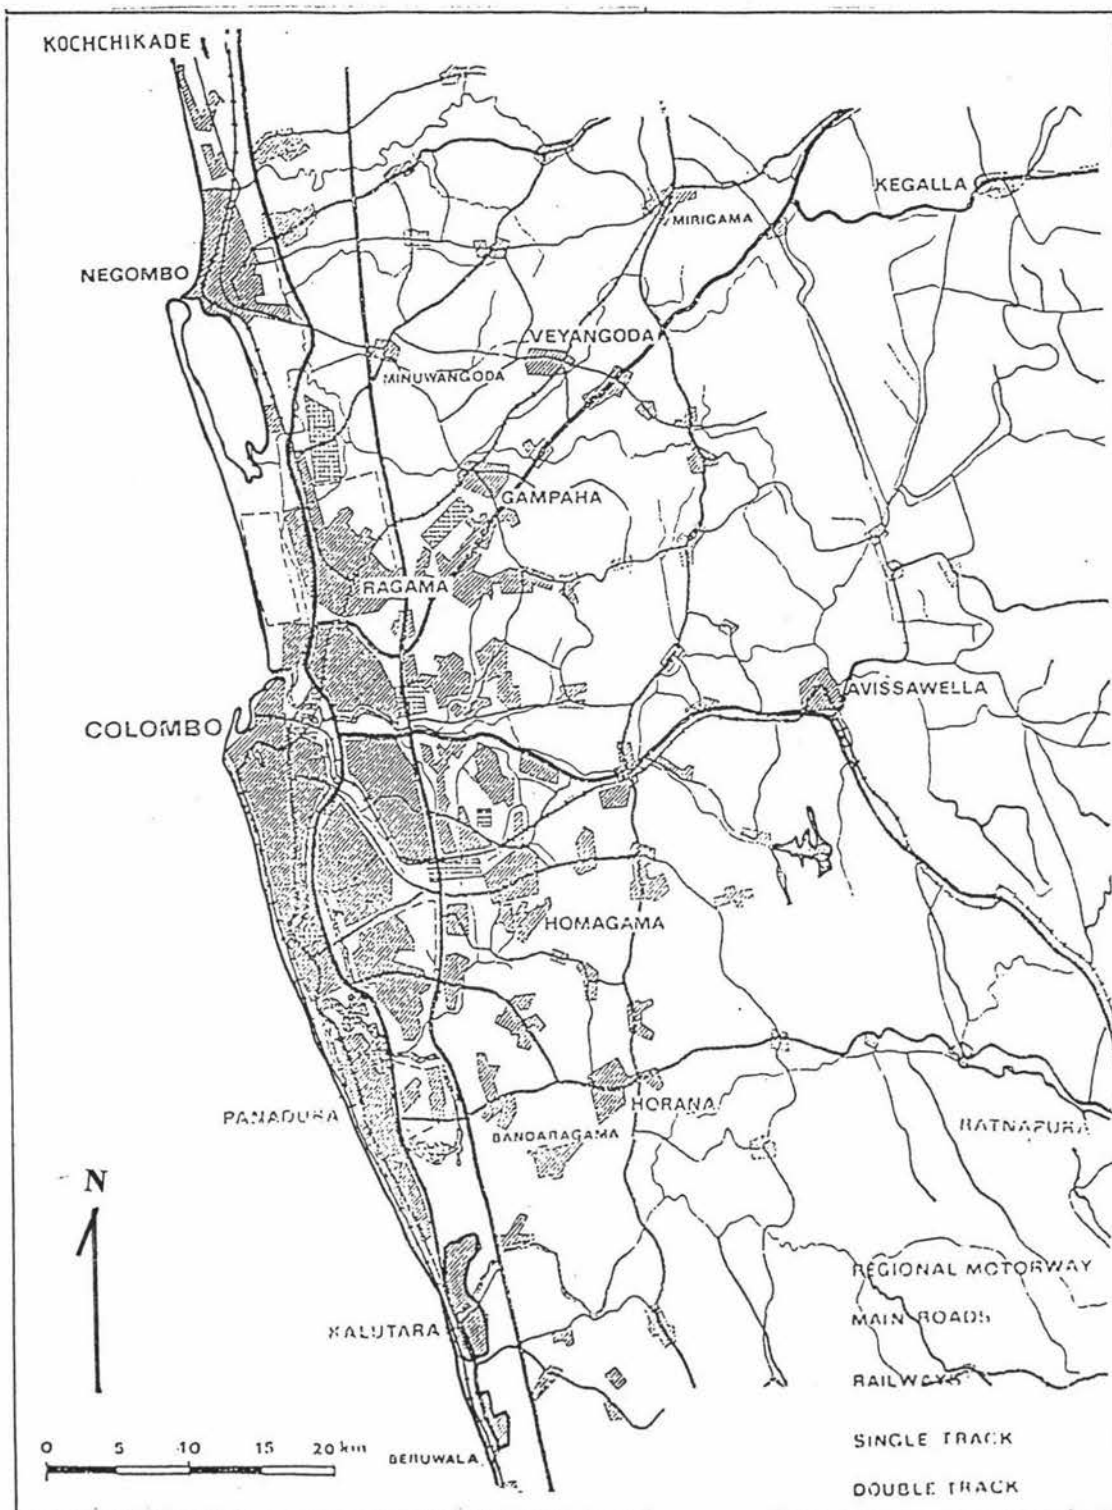 KOCHCHIKADE
KEGALLA
MIRIGAMA
NEGOMBO
VEYANGODA
MINUWANGODA
GAMPAHA
RAGAMA
AVISSAWELLA
COLOMBO
HOMAGAMA
HORANA
PANADURA
BANDARAGAMA
RATNAPURA
N
REGIONAL MOTORWAY
MAIN ROADS
KALUTARA
RAILWAYS
0 5 10 15 20 km
BERUWALA
SINGLE TRACK
DOUBLE TRACK